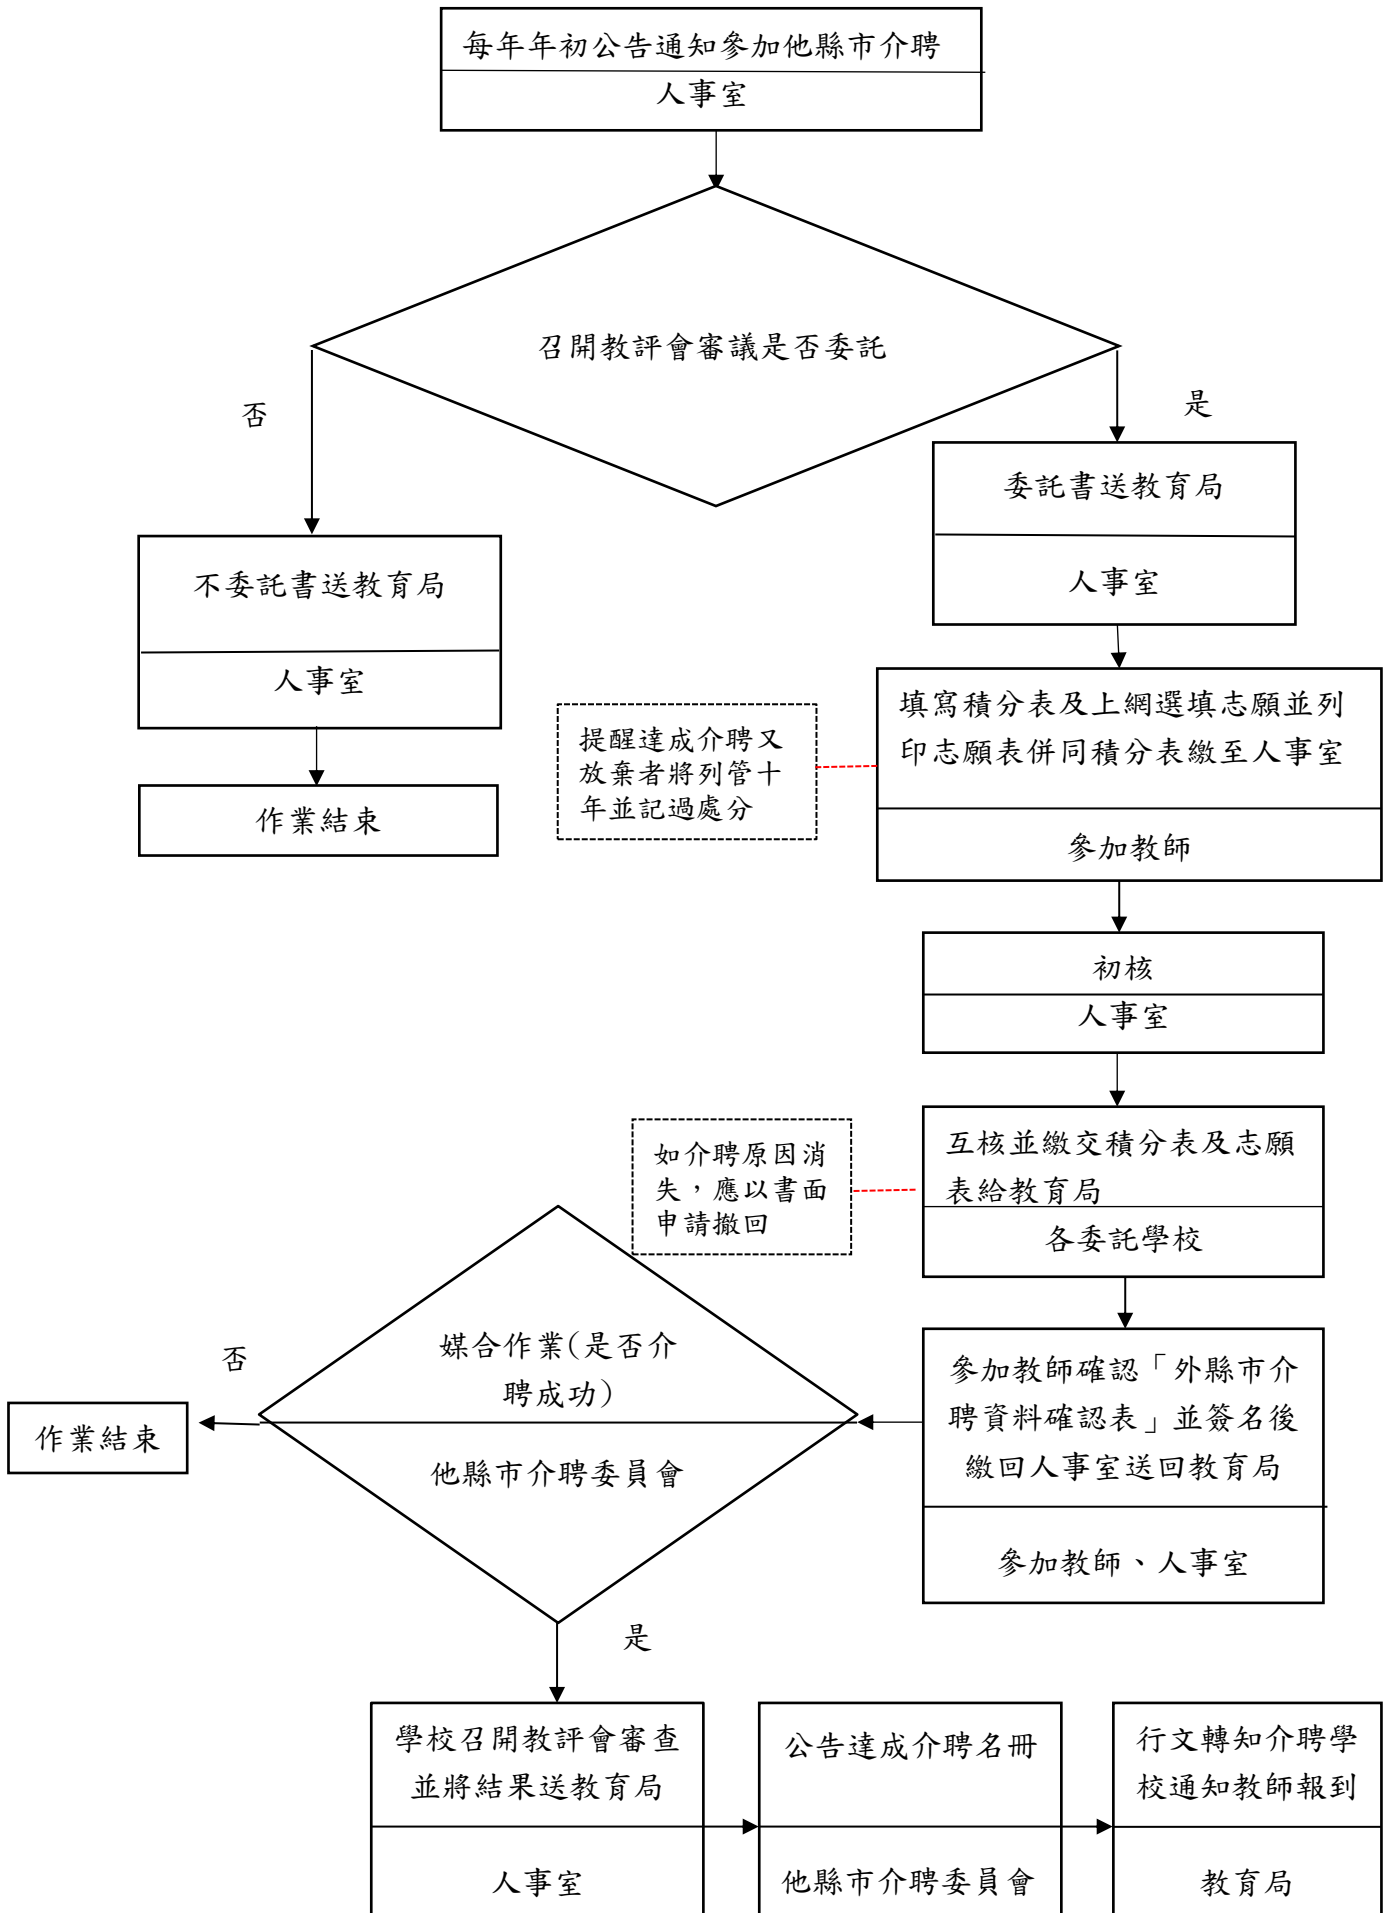 每年年初公告通知參加他縣市介聘
人事室
召開教評會審議是否委託
否
是
委託書送教育局
人事室
不委託書送教育局
人事室
作業結束
填寫積分表及上網選填志願並列
印志願表併同積分表繳至人事室
參加教師
提醒達成介聘又
放棄者將列管十
年並記過處分
初核
人事室
互核並繳交積分表及志願
表給教育局
各委託學校
如介聘原因消
失，應以書面
申請撤回
參加教師確認「外縣市介
聘資料確認表」並簽名後
繳回人事室送回教育局
參加教師、人事室
媒合作業(是否介
聘成功)
他縣市介聘委員會
否
作業結束
是
學校召開教評會審查
並將結果送教育局
人事室
公告達成介聘名冊
他縣市介聘委員會
行文轉知介聘學
校通知教師報到
教育局